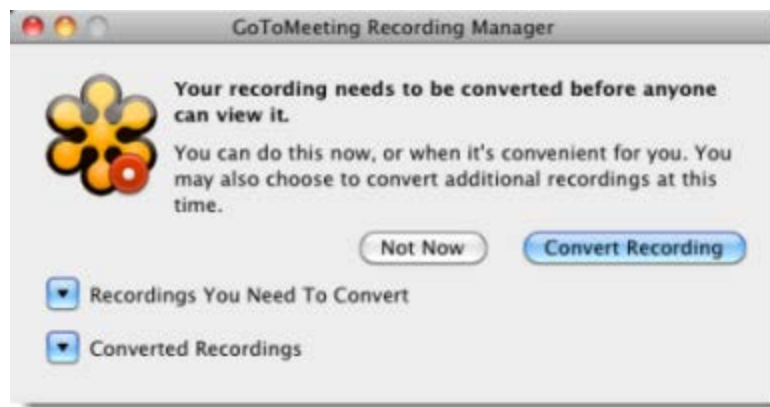 GoToMeeting Recording Manager
Your recording needs to be converted before anyone
can view it.
You can do this now, or when it's convenient for you. You
may also choose to convert additional recordings at this
time.
Not Now
Convert Recording
Recordings You Need To Convert
Converted Recordings